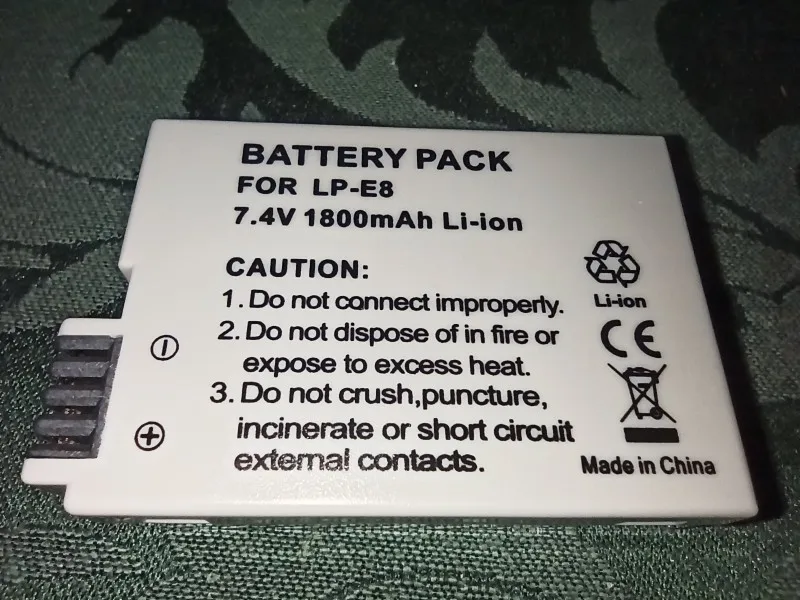 BATTERY PACK
FOR LP-E8
7.4V 1800mAh Li-ion
CAUTION:
1. Do not connect improperly.
2. Do not dispose of in fire or
expose to excess heat.
3. Do not crush,puncture,
incinerate or short circuit
external contacts.
Li-ion
CE
Made in China